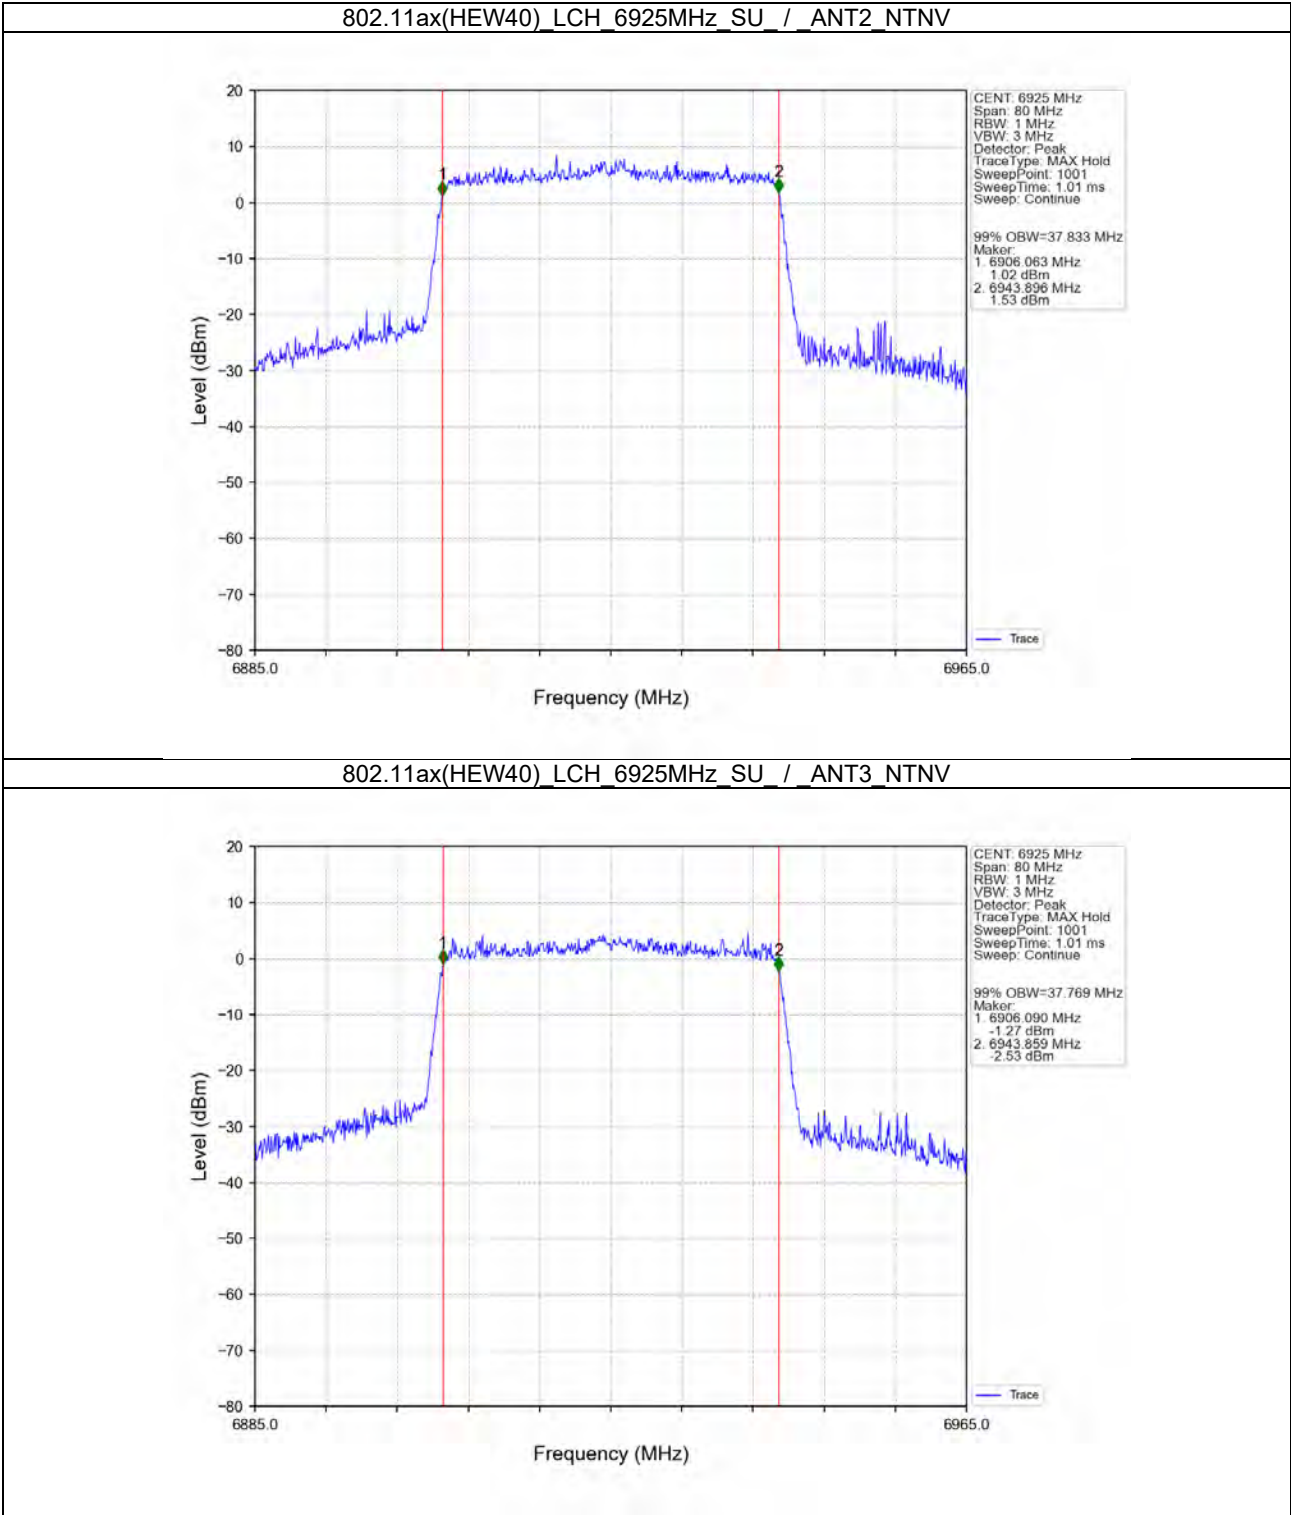 802.11ax(HEW40)_LCH_6925MHz_SU_ / _ANT2_NTNV
20
10
0
−10
−20
−30
−40
−50
−60
−70
−80
Level (dBm)
1
2
6885.0
6965.0
Frequency (MHz)
CENT: 6925 MHz
Span: 80 MHz
RBW: 1 MHz
VBW: 3 MHz
Detector: Peak
TraceType: MAX Hold
SweepPoint: 1001
SweepTime: 1.01 ms
Sweep: Continue
99% OBW=37.833 MHz
Maker:
1. 6906.063 MHz
1.02 dBm
2. 6943.896 MHz
1.53 dBm
Trace
802.11ax(HEW40)_LCH_6925MHz_SU_ / _ANT3_NTNV
20
10
0
−10
−20
−30
−40
−50
−60
−70
−80
Level (dBm)
1
2
6885.0
6965.0
Frequency (MHz)
CENT: 6925 MHz
Span: 80 MHz
RBW: 1 MHz
VBW: 3 MHz
Detector: Peak
TraceType: MAX Hold
SweepPoint: 1001
SweepTime: 1.01 ms
Sweep: Continue
99% OBW=37.769 MHz
Maker:
1. 6906.090 MHz
-1.27 dBm
2. 6943.859 MHz
-2.53 dBm
Trace